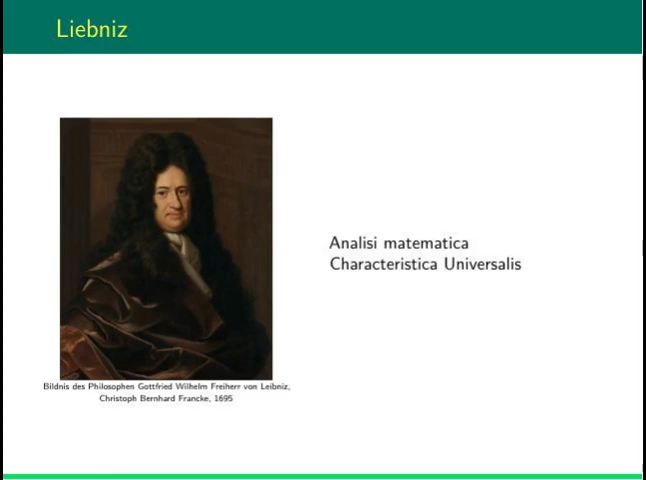 Liebniz
Analisi matematica
Characteristica Universalis
Bildnis des Philosophen Gottfried Wilhelm Freiherr von Leibniz,
Christoph Bernhard Francke, 1695